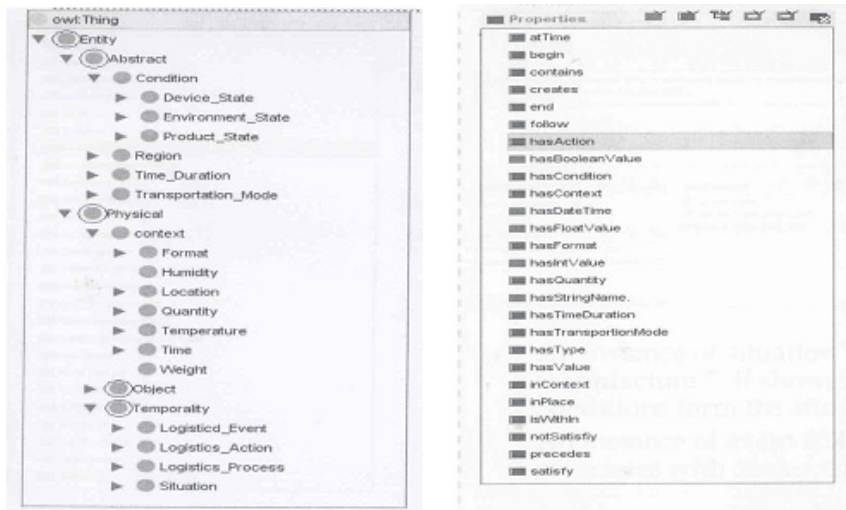 owl:Thing
Entity
Abstract
Condition
Device_State
Environment_State
Product_State
Region
Time_Duration
Transportation_Mode
Physical
context
Format
Humidity
Location
Quantity
Temperature
Time
Weight
Object
Temporality
Logisticd_Event
Logistics_Action
Logistics_Process
Situation
Properties
atTime
begin
contains
creates
end
follow
hasAction
hasBooleanValue
hasCondition
hasContext
hasDateTime
hasFloatValue
hasFormat
hasIntValue
hasQuantity
hasStringName.
hasTimeDuration
hasTransportionMode
hasType
hasValue
inContext
inPlace
isWithin
notSatisfiy
precedes
satisfy